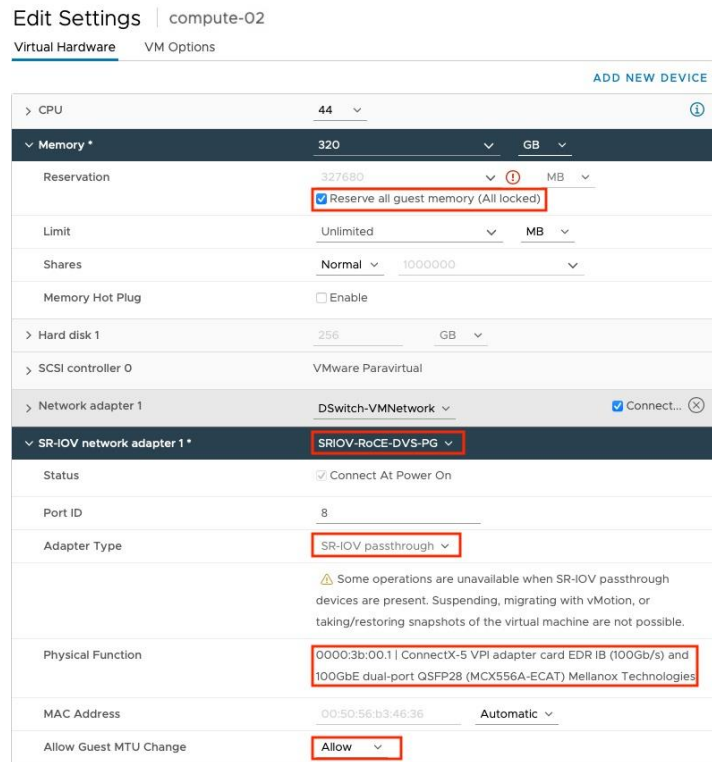 Edit Settings compute-02
Virtual Hardware VM Options
ADD NEW DEVICE
CPU 44
Memory * 320 GB
Reservation 327680 MB
Reserve all guest memory (All locked)
Limit Unlimited MB
Shares Normal 1000000
Memory Hot Plug Enable
Hard disk 1 256 GB
SCSI controller 0 VMware Paravirtual
Network adapter 1 DSwitch-VMNetwork Connect...
SR-IOV network adapter 1 * SRIOV-RoCE-DVS-PG
Status Connect At Power On
Port ID 8
Adapter Type SR-IOV passthrough
Some operations are unavailable when SR-IOV passthrough
devices are present. Suspending, migrating with vMotion, or
taking/restoring snapshots of the virtual machine are not possible.
Physical Function 0000:3b:00.1 | ConnectX-5 VPI adapter card EDR IB (100Gb/s) and
100GbE dual-port QSFP28 (MCX556A-ECAT) Mellanox Technologies
MAC Address 00:50:56:b3:46:36 Automatic
Allow Guest MTU Change Allow